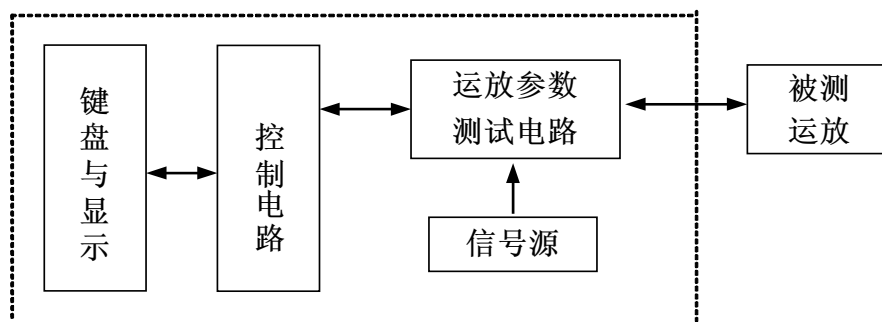 键盘与显示
控制电路
运放参数
测试电路
信号源
被测
运放